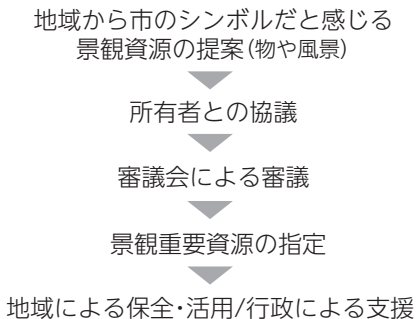 地域から市のシンボルだと感じる
景観資源の提案(物や風景)
所有者との協議
審議会による審議
景観重要資源の指定
地域による保全・活用/行政による支援